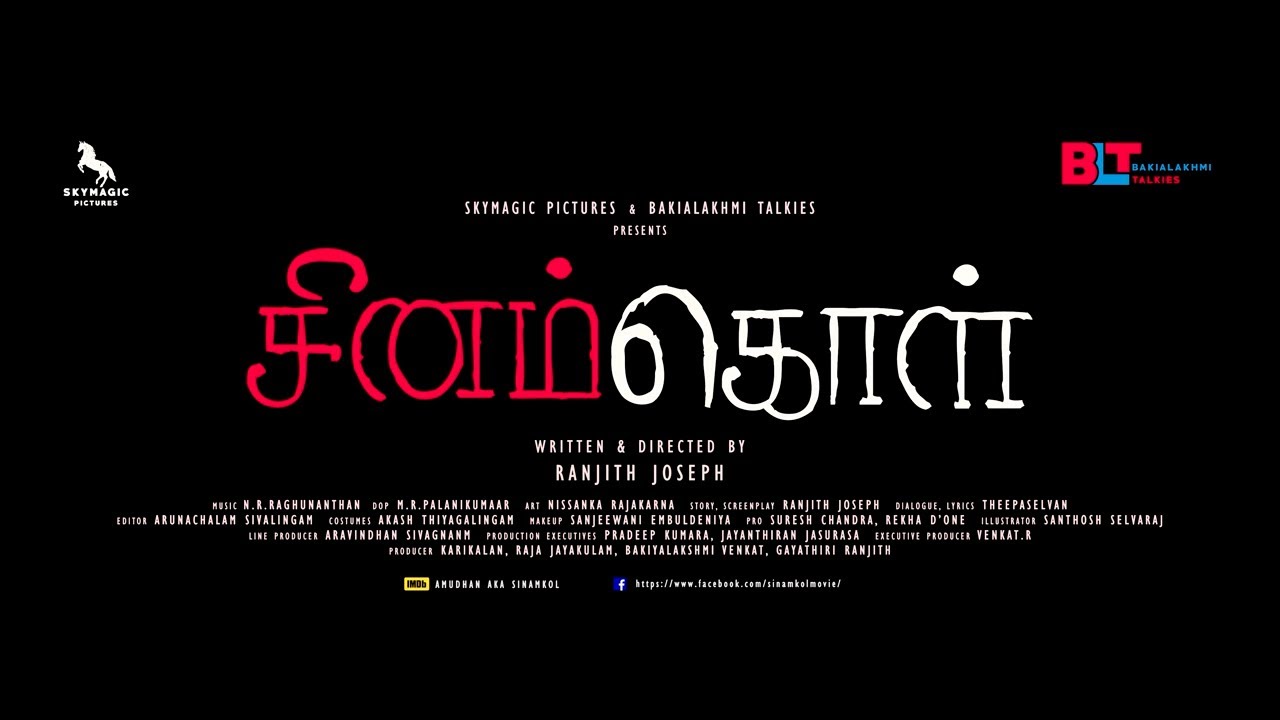 SKYMAGIC
PICTURES
BLT BAKIALAKHMI
TALKIES
SKYMAGIC PICTURES & BAKIALAKHMI TALKIES
PRESENTS
சினம்கொள்
WRITTEN & DIRECTED BY
RANJITH JOSEPH
MUSIC N.R.RAGHUNANTHAN DOP M.R.PALANIKUMAAR ART NISSANKA RAJAKARNA STORY, SCREENPLAY RANJITH JOSEPH DIALOGUE, LYRICS THEEPASELVAN
EDITOR ARUNACHALAM SIVALINGAM COSTUMES AKASH THIYAGALINGAM MAKEUP SANJEEWANI EMBULDENIYA PRO SURESH CHANDRA, REKHA D'ONE ILLUSTRATOR SANTHOSH SELVARAJ
LINE PRODUCER ARAVINDHAN SIVAGNANM PRODUCTION EXECUTIVES PRADEEP KUMARA, JAYANTHIRAN JASURASA EXECUTIVE PRODUCER VENKAT.R
PRODUCER KARIKALAN, RAJA JAYAKULAM, BAKIYALAKSHMI VENKAT, GAYATHIRI RANJITH
IMDb AMUDHAN AKA SINAMKOL f https://www.facebook.com/sinamkolmovie/